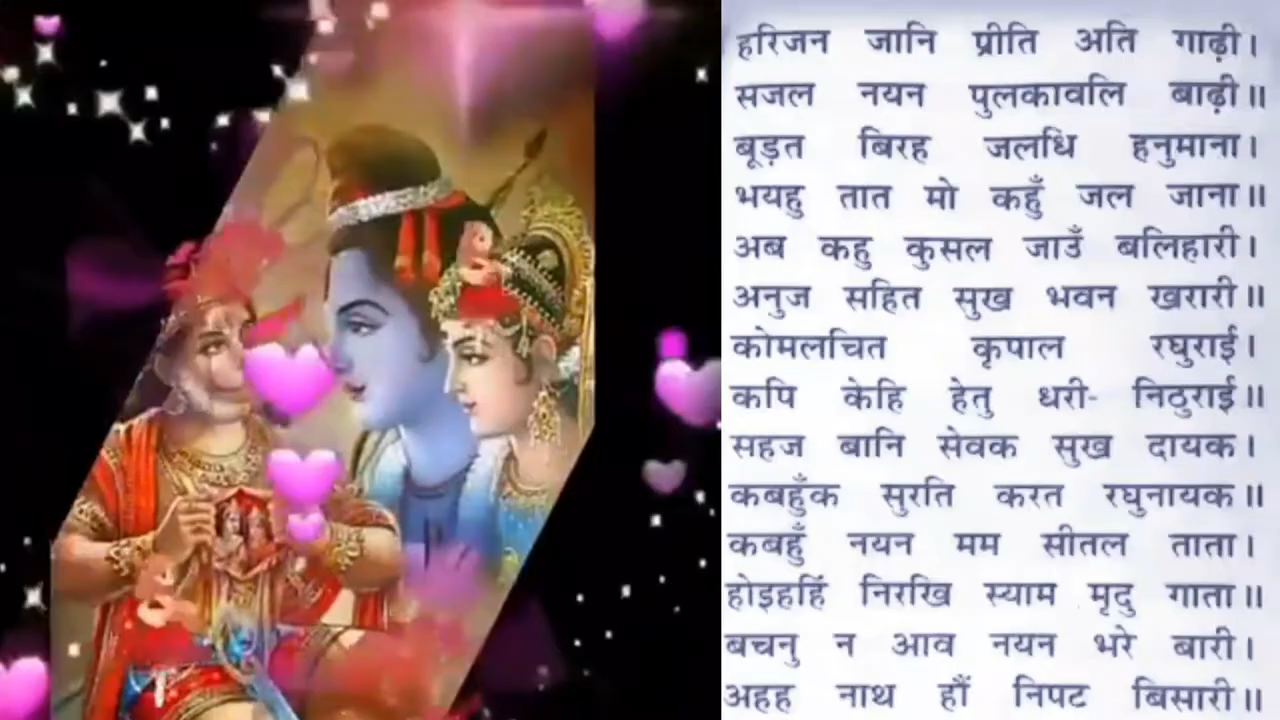 हरिजन जानि प्रीति अति गाढ़ी।
सजल नयन पुलकावलि बाढ़ी॥
बूड़त बिरह जलधि हनुमाना।
भयहु तात मो कहुँ जल जाना॥
अब कहु कुसल जाउँ बलिहारी।
अनुज सहित सुख भवन खरारी॥
कोमलचित कृपाल रघुराई।
कपि केहि हेतु धरी- निठुराई॥
सहज बानि सेवक सुख दायक।
कबहुँक सुरति करत रघुनायक॥
कबहुँ नयन मम सीतल ताता।
होइहहिं निरखि स्याम मृदु गाता॥
बचनु न आव नयन भरे बारी।
अहह नाथ हौं निपट बिसारी॥